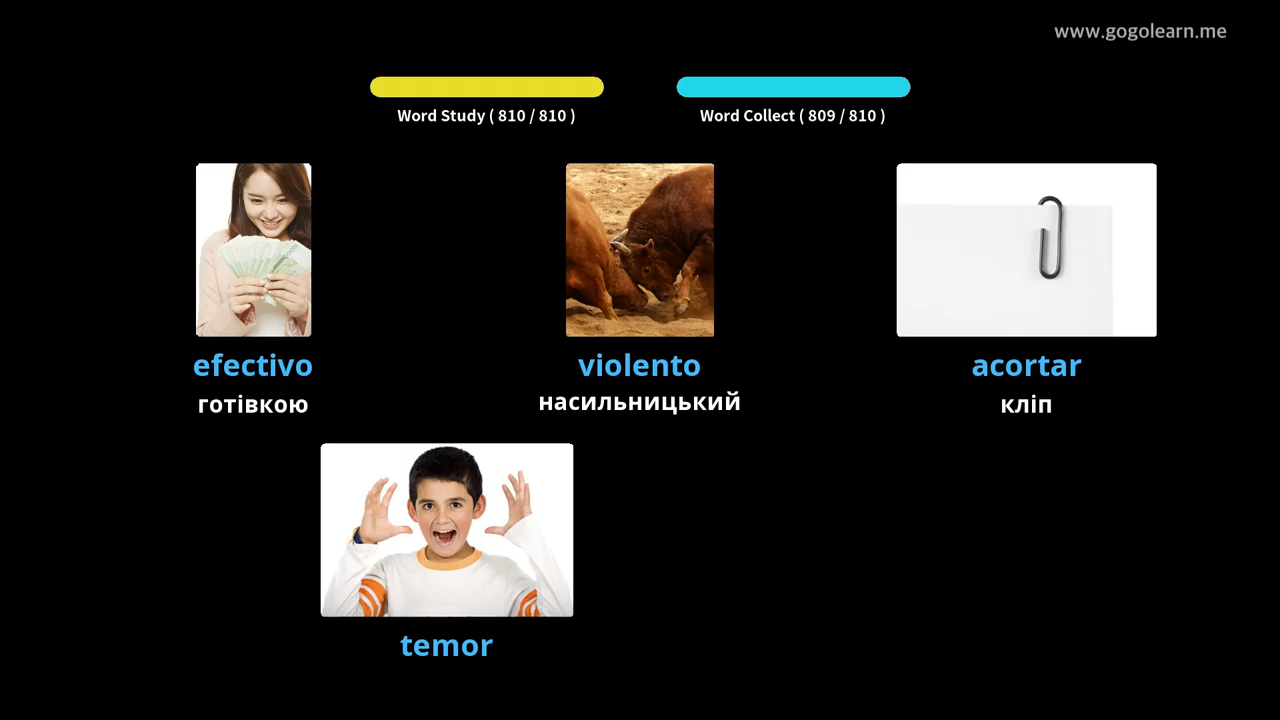 www.gogolearn.me
Word Study ( 810 / 810 )
Word Collect ( 809 / 810 )
efectivo
готівкою
violento
насильницький
acortar
кліп
temor